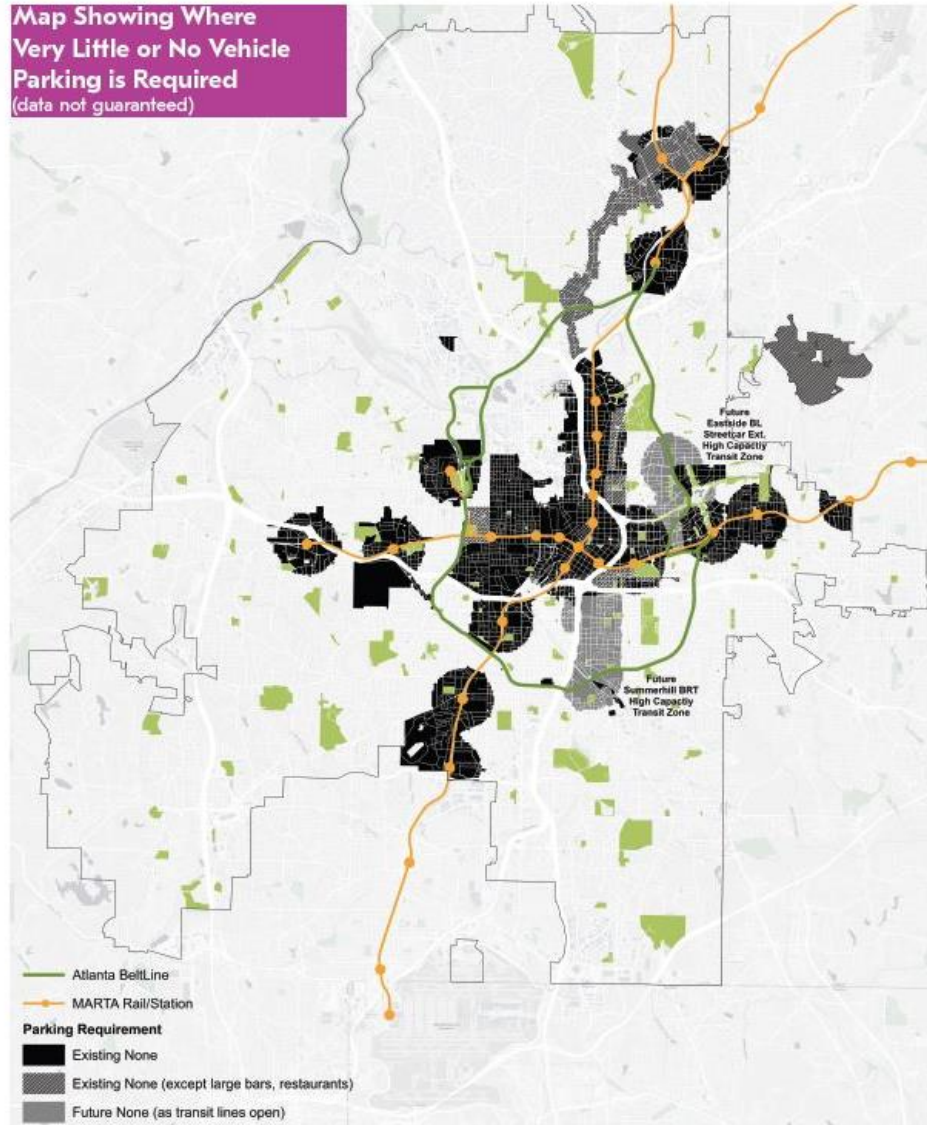 Map Showing Where
Very Little or No Vehicle
Parking is Required
(data not guaranteed)
Future
Eastside BL
Streetcar Ext.
High Capactiy
Transit Zone
Future
Summerhill BRT
High Capactiy
Transit Zone
Atlanta BeltLine
MARTA Rail/Station
Parking Requirement
Existing None
Existing None (except large bars, restaurants)
Future None (as transit lines open)